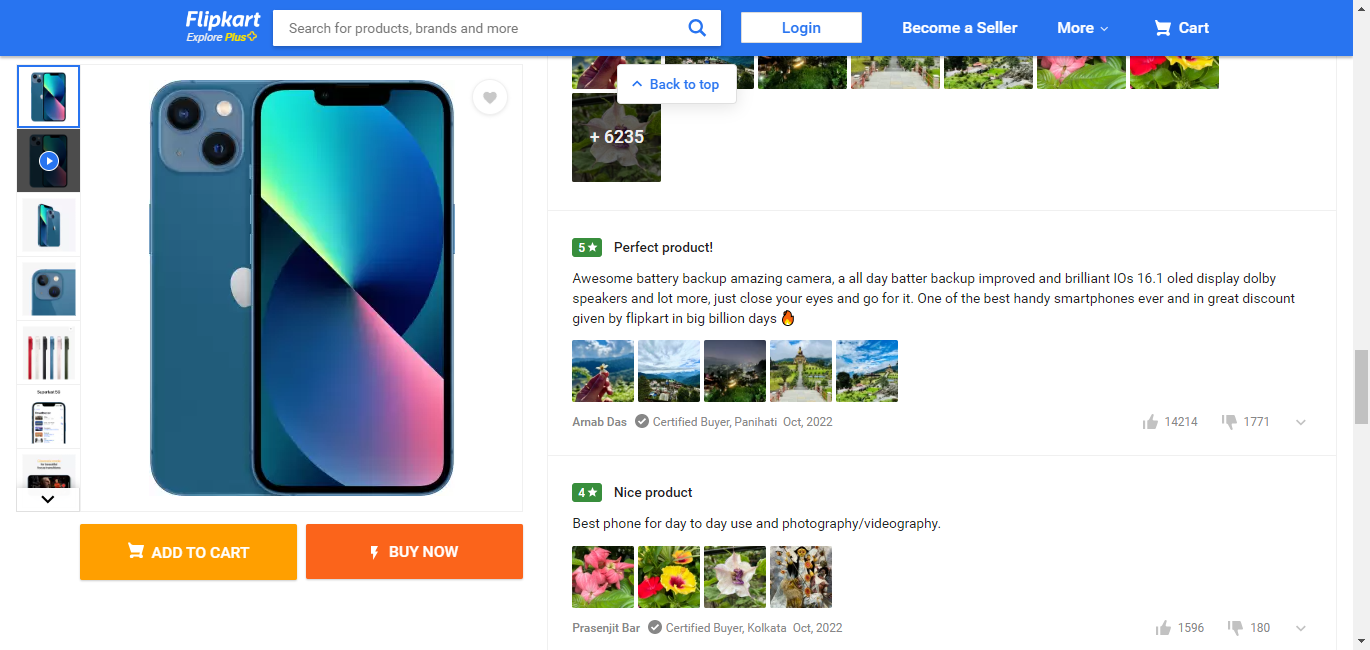 Flipkart
Explore Plus
Search for products, brands and more
Login
Become a Seller
More
Cart
Back to top
+ 6235
5★ Perfect product!
Awesome battery backup amazing camera, a all day batter backup improved and brilliant IOs 16.1 oled display dolby
speakers and lot more, just close your eyes and go for it. One of the best handy smartphones ever and in great discount
given by flipkart in big billion days 🔥
Arnab Das Certified Buyer, Panihati Oct, 2022
14214 1771
4★ Nice product
Best phone for day to day use and photography/videography.
Prasenjit Bar Certified Buyer, Kolkata Oct, 2022
1596 180
ADD TO CART
BUY NOW